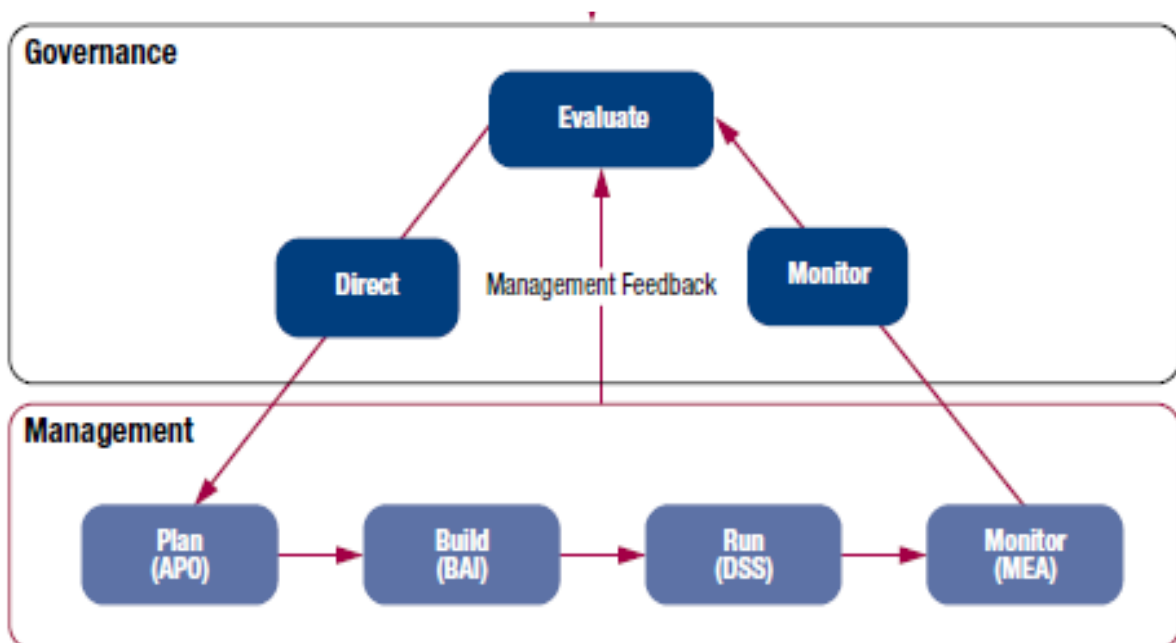 Governance
Evaluate
Direct
Management Feedback
Monitor
Management
Plan
(APO)
Build
(BAI)
Run
(DSS)
Monitor
(MEA)